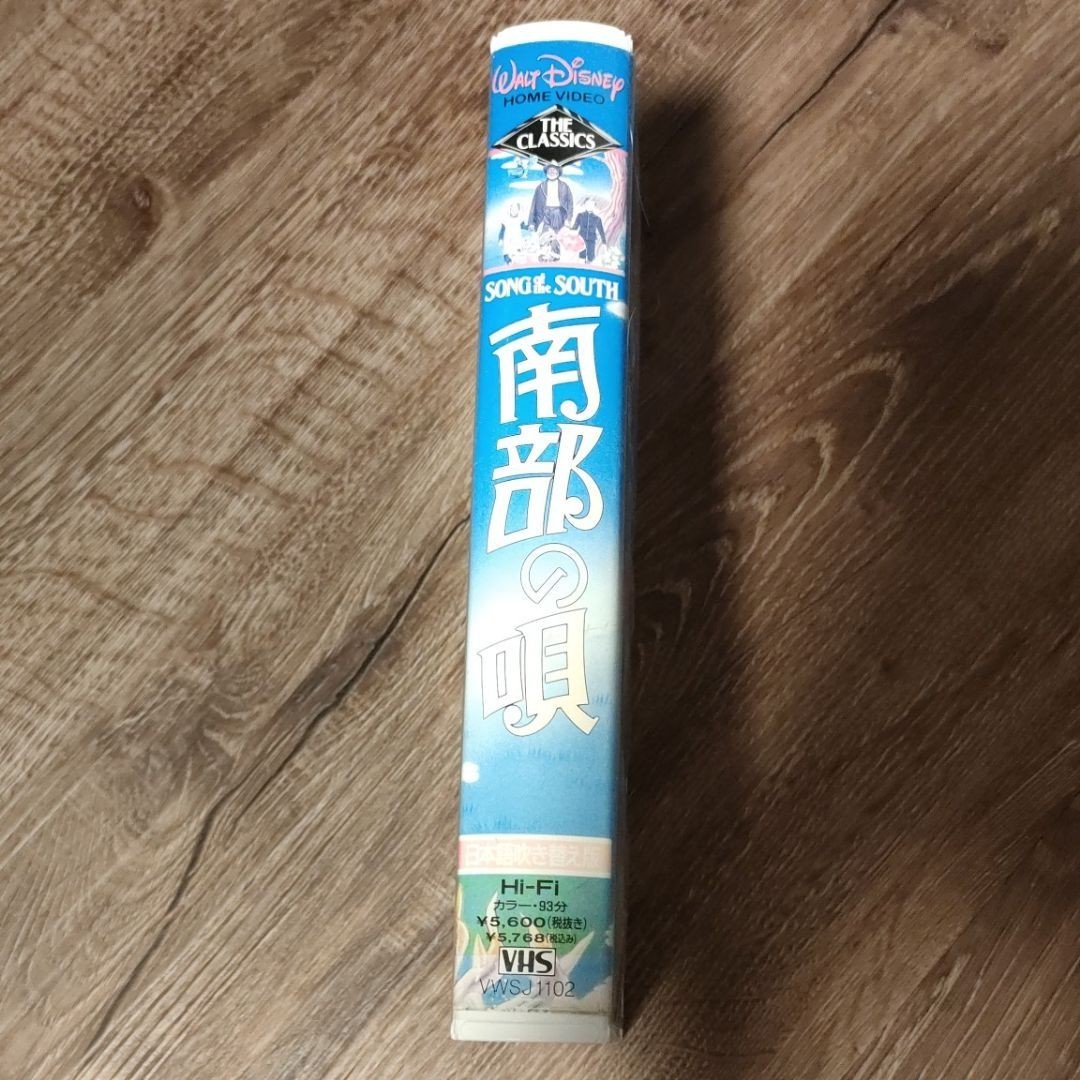 WALT DISNEY
HOME VIDEO
THE
CLASSICS
SONG of the SOUTH
南部の唄
日本語吹き替え版
Hi-Fi
カラー・93分
¥5,600(税抜き)
¥5,768(税込み)
VHS
VWSJ1102